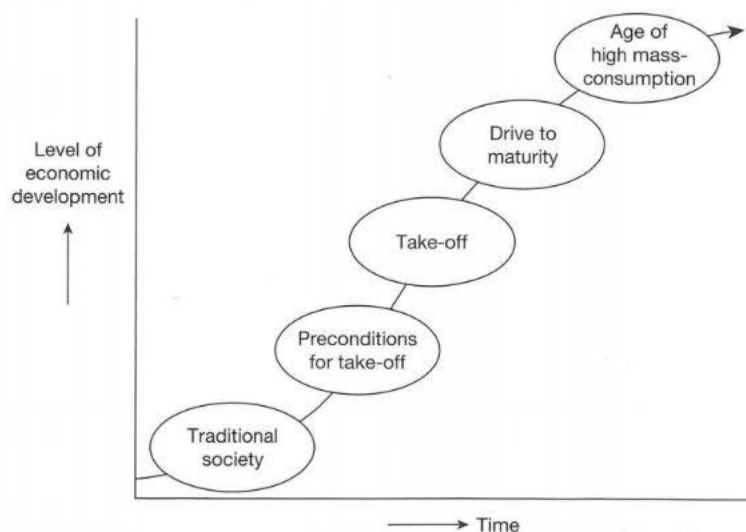 Age of
high mass-
consumption
Drive to
maturity
Level of
economic
development
Take-off
Preconditions
for take-off
Traditional
society
Time